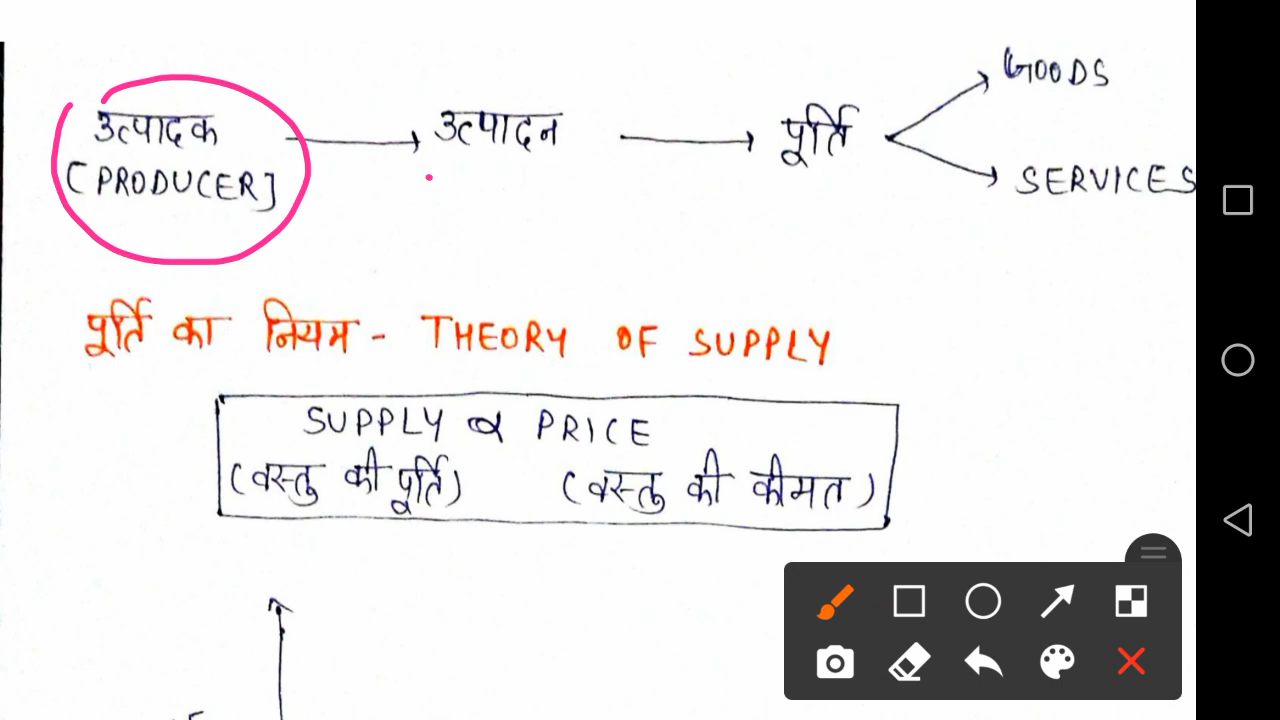 उत्पादक → उत्पादन → पूर्ति
GOODS
SERVICES
[PRODUCER]
पूर्ति का नियम - THEORY OF SUPPLY
SUPPLY ∝ PRICE
(वस्तु की पूर्ति) (वस्तु की कीमत)